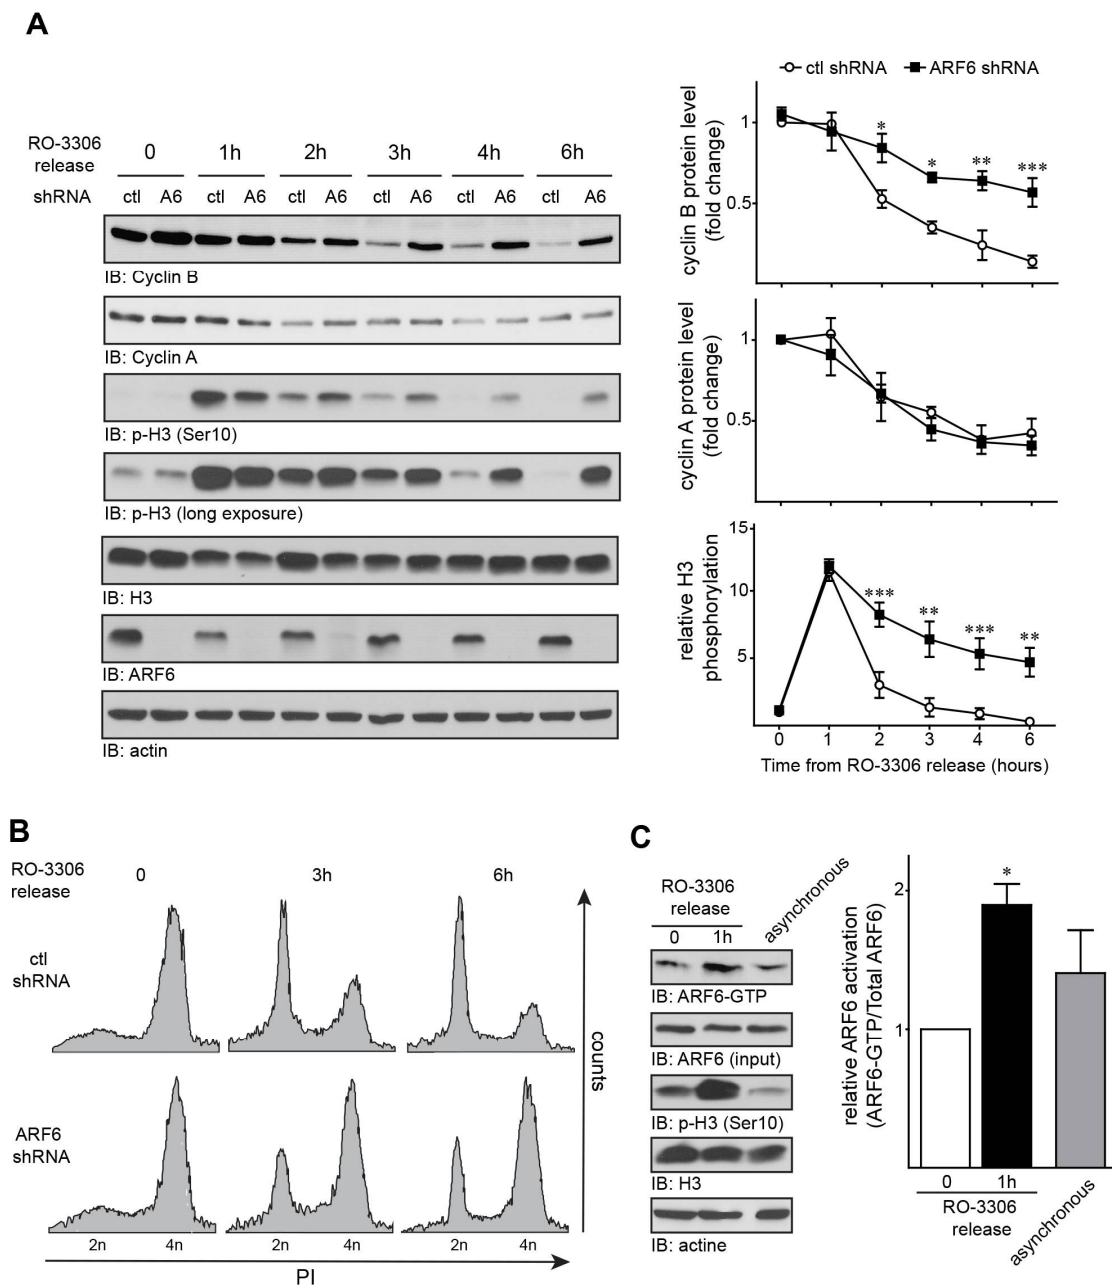 A
RO-3306
release
0 1h 2h 3h 4h 6h
shRNA
ctl A6 ctl A6 ctl A6 ctl A6 ctl A6 ctl A6
IB: Cyclin B
IB: Cyclin A
IB: p-H3 (Ser10)
IB: p-H3 (long exposure)
IB: H3
IB: ARF6
IB: actin
ctl shRNA ARF6 shRNA
cyclin B protein level
(fold change)
1
0.5
* * ** ***
cyclin A protein level
(fold change)
1
0.5
relative H3
phosphorylation
15
10
5
*** ** *** **
0 1 2 3 4 6
Time from RO-3306 release (hours)
B
RO-3306
release
0 3h 6h
ctl
shRNA
ARF6
shRNA
counts
2n 4n 2n 4n 2n 4n
PI
C
RO-3306
release
0 1h
asynchronous
IB: ARF6-GTP
IB: ARF6 (input)
IB: p-H3 (Ser10)
IB: H3
IB: actine
relative ARF6 activation
(ARF6-GTP/Total ARF6)
2
1
*
0 1h
RO-3306
release
asynchronous